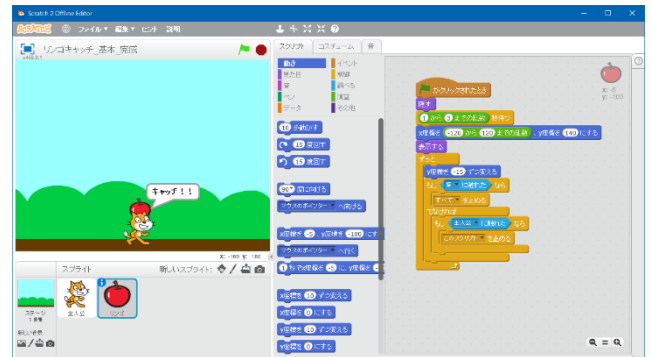 Scratch 2 Offline Editor
SCRATCH ファイル▼ 編集▼ ヒント 説明
リンゴキャッチ_基本_完成
スクリプト コスチューム 音
動き
イベント
見た目
制御
音
調べる
ペン
演算
データ
その他
10 歩動かす
15 度回す
15 度回す
90▼ 度に向ける
マウスのポインター へ向ける
x座標を -5 y座標を -100 にする
マウスのポインター へ行く
1 秒でx座標を -5 に、y座標を
x座標を 10 ずつ変える
x座標を 0 にする
y座標を 10 ずつ変える
y座標を 0 にする
がクリックされたとき
隠す
1 から 3 までの乱数 秒待つ
x座標を -120 から 120 までの乱数 、y座標を 140 にする
表示する
ずっと
y座標を -15 ずつ変える
もし に触れた なら
すべて を止める
でなければ
もし 主人公 に触れた なら
このスクリプト を止める
x: -5
y: -100
キャッチ！！
スプライト 新しいスプライト:
ステージ
主人公
リンゴ
新しい背景